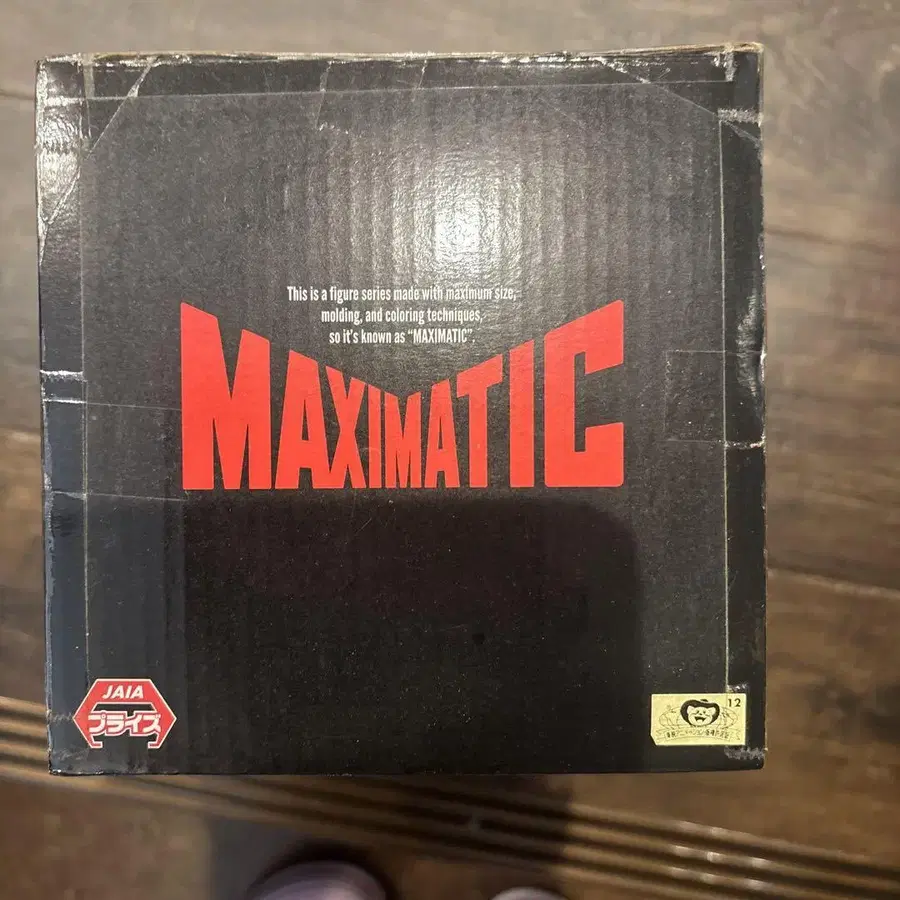 This is a figure series made with maximum size,
molding, and coloring techniques,
so it's known as "MAXIMATIC".
MAXIMATIC
JAIA
プライズ
12